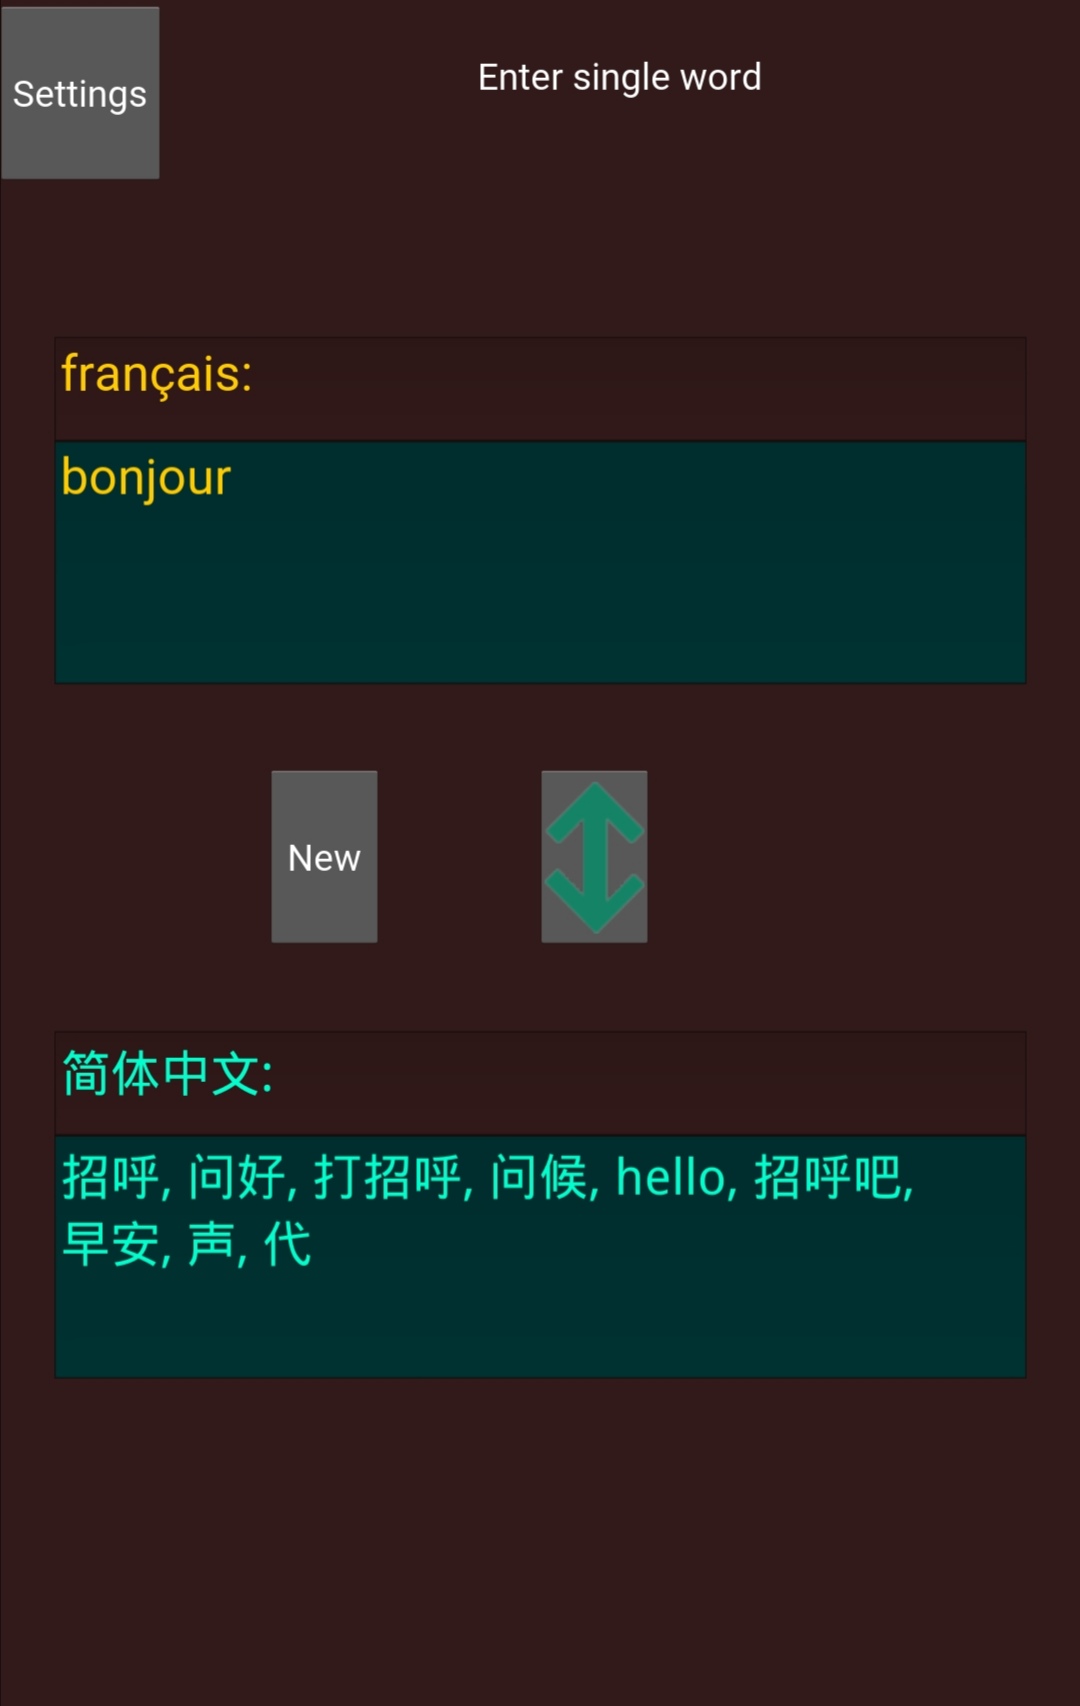 Settings
Enter single word
français:
bonjour
New
简体中文:
招呼, 问好, 打招呼, 问候, hello, 招呼吧,
早安, 声, 代